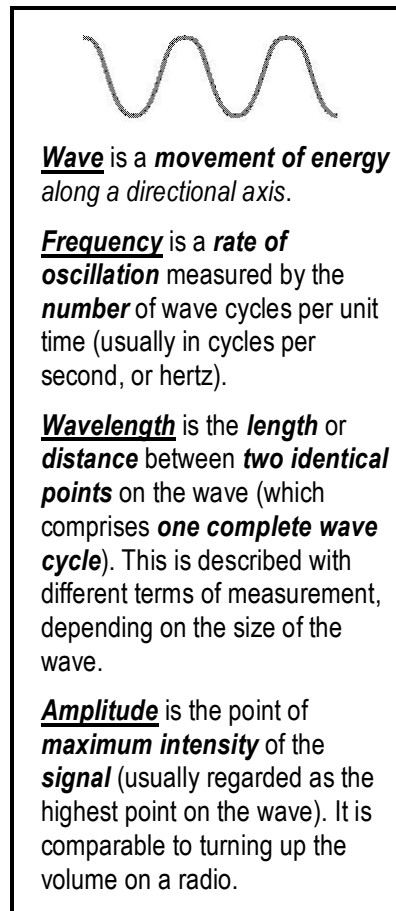 Wave is a movement of energy
along a directional axis.
Frequency is a rate of
oscillation measured by the
number of wave cycles per unit
time (usually in cycles per
second, or hertz).
Wavelength is the length or
distance between two identical
points on the wave (which
comprises one complete wave
cycle). This is described with
different terms of measurement,
depending on the size of the
wave.
Amplitude is the point of
maximum intensity of the
signal (usually regarded as the
highest point on the wave). It is
comparable to turning up the
volume on a radio.